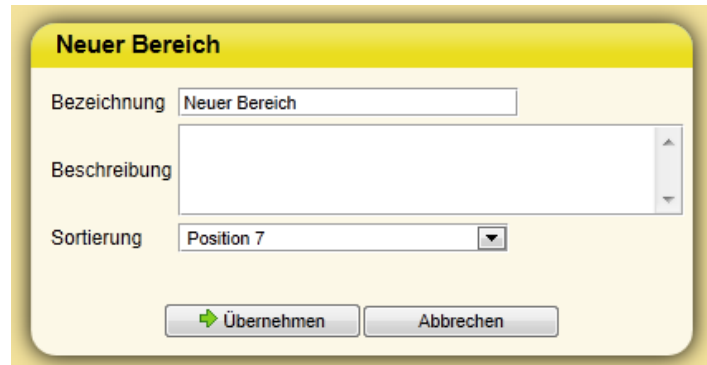 Neuer Bereich
Bezeichnung Neuer Bereich
Beschreibung
Sortierung Position 7
Übernehmen Abbrechen